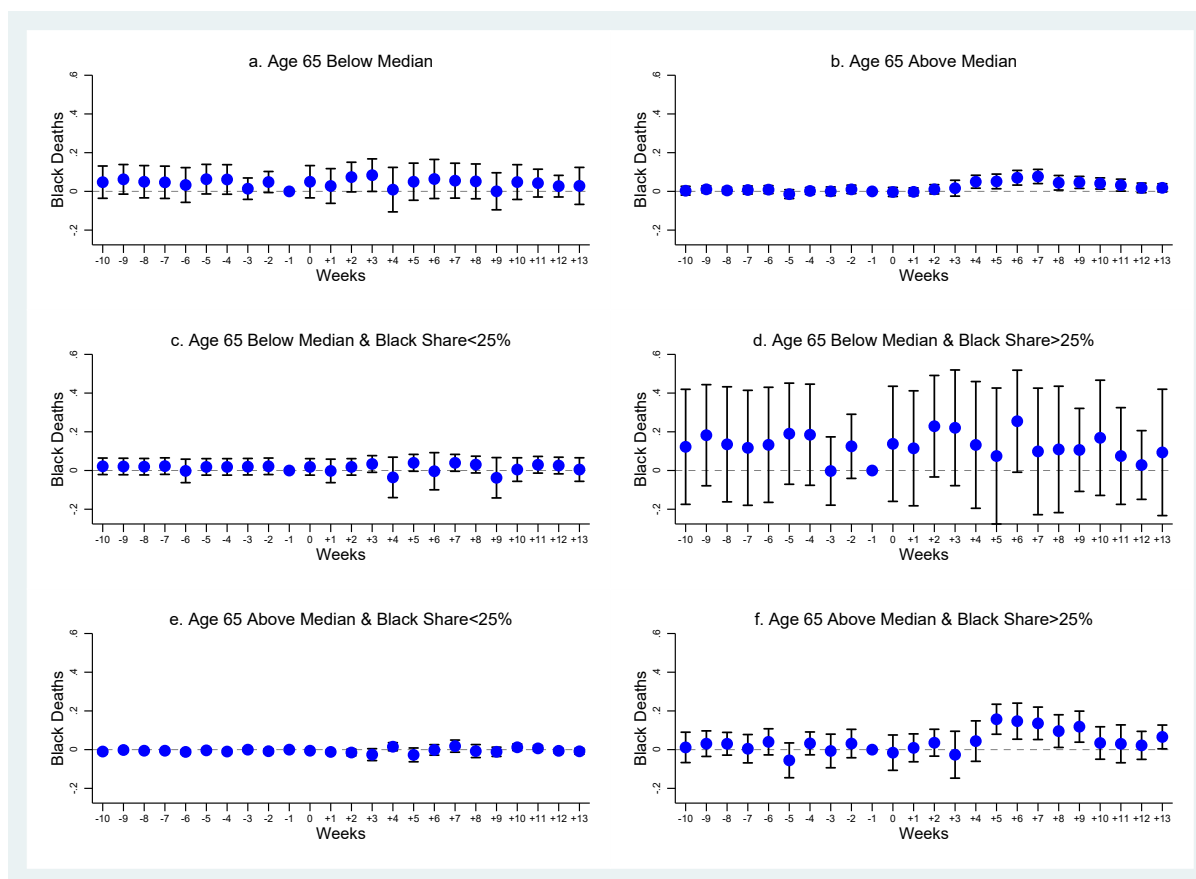 a. Age 65 Below Median
Black Deaths
.6
.4
.2
0
-.2
-10 -9 -8 -7 -6 -5 -4 -3 -2 -1 0 +1 +2 +3 +4 +5 +6 +7 +8 +9 +10 +11 +12 +13
Weeks
b. Age 65 Above Median
Black Deaths
.6
.4
.2
0
-.2
-10 -9 -8 -7 -6 -5 -4 -3 -2 -1 0 +1 +2 +3 +4 +5 +6 +7 +8 +9 +10 +11 +12 +13
Weeks
c. Age 65 Below Median & Black Share<25%
Black Deaths
.6
.4
.2
0
-.2
-10 -9 -8 -7 -6 -5 -4 -3 -2 -1 0 +1 +2 +3 +4 +5 +6 +7 +8 +9 +10 +11 +12 +13
Weeks
d. Age 65 Below Median & Black Share>25%
Black Deaths
.6
.4
.2
0
-.2
-10 -9 -8 -7 -6 -5 -4 -3 -2 -1 0 +1 +2 +3 +4 +5 +6 +7 +8 +9 +10 +11 +12 +13
Weeks
e. Age 65 Above Median & Black Share<25%
Black Deaths
.6
.4
.2
0
-.2
-10 -9 -8 -7 -6 -5 -4 -3 -2 -1 0 +1 +2 +3 +4 +5 +6 +7 +8 +9 +10 +11 +12 +13
Weeks
f. Age 65 Above Median & Black Share>25%
Black Deaths
.6
.4
.2
0
-.2
-10 -9 -8 -7 -6 -5 -4 -3 -2 -1 0 +1 +2 +3 +4 +5 +6 +7 +8 +9 +10 +11 +12 +13
Weeks